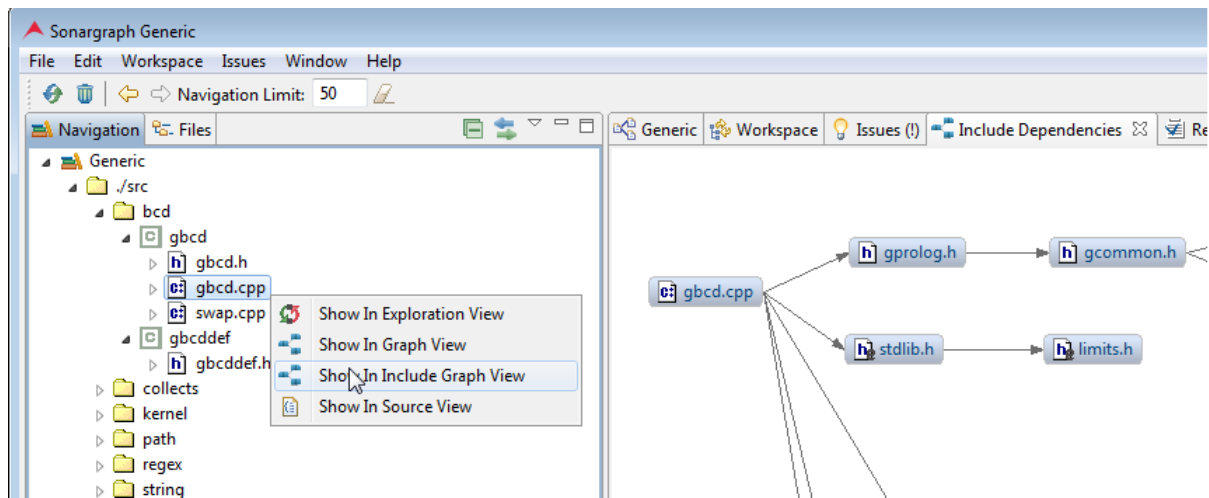 Sonargraph Generic
File Edit Workspace Issues Window Help
Navigation Limit: 50
Navigation Files
Generic
./src
bcd
gbcd
gbcd.h
gbcd.cpp
swap.cpp
gbcddef
gbcddef.h
collects
kernel
path
regex
string
Show In Exploration View
Show In Graph View
Show In Include Graph View
Show In Source View
Generic Workspace Issues (!) Include Dependencies Re
gprolog.h gcommon.h
gbcd.cpp
stdlib.h limits.h